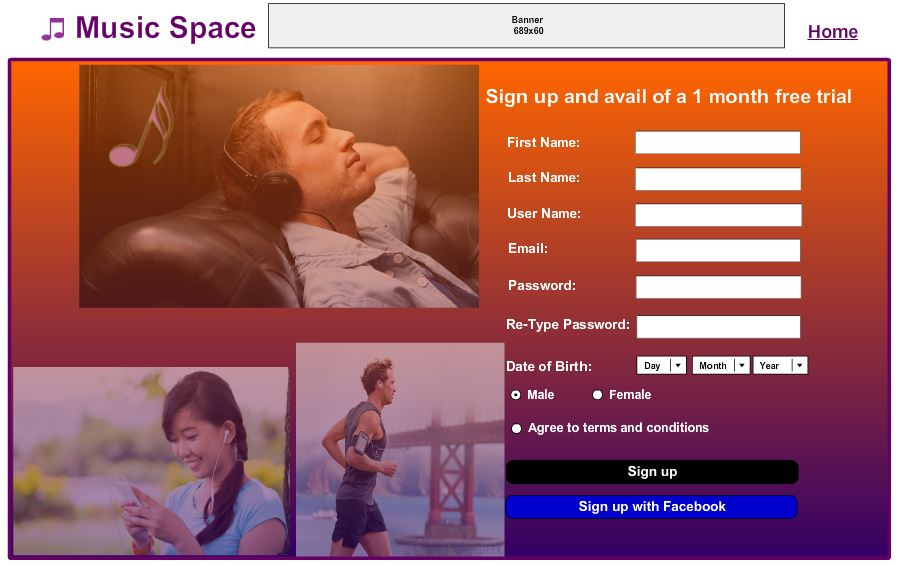 Music Space
Banner
689x60
Home
Sign up and avail of a 1 month free trial
First Name:
Last Name:
User Name:
Email:
Password:
Re-Type Password:
Date of Birth: Day Month Year
Male Female
Agree to terms and conditions
Sign up
Sign up with Facebook